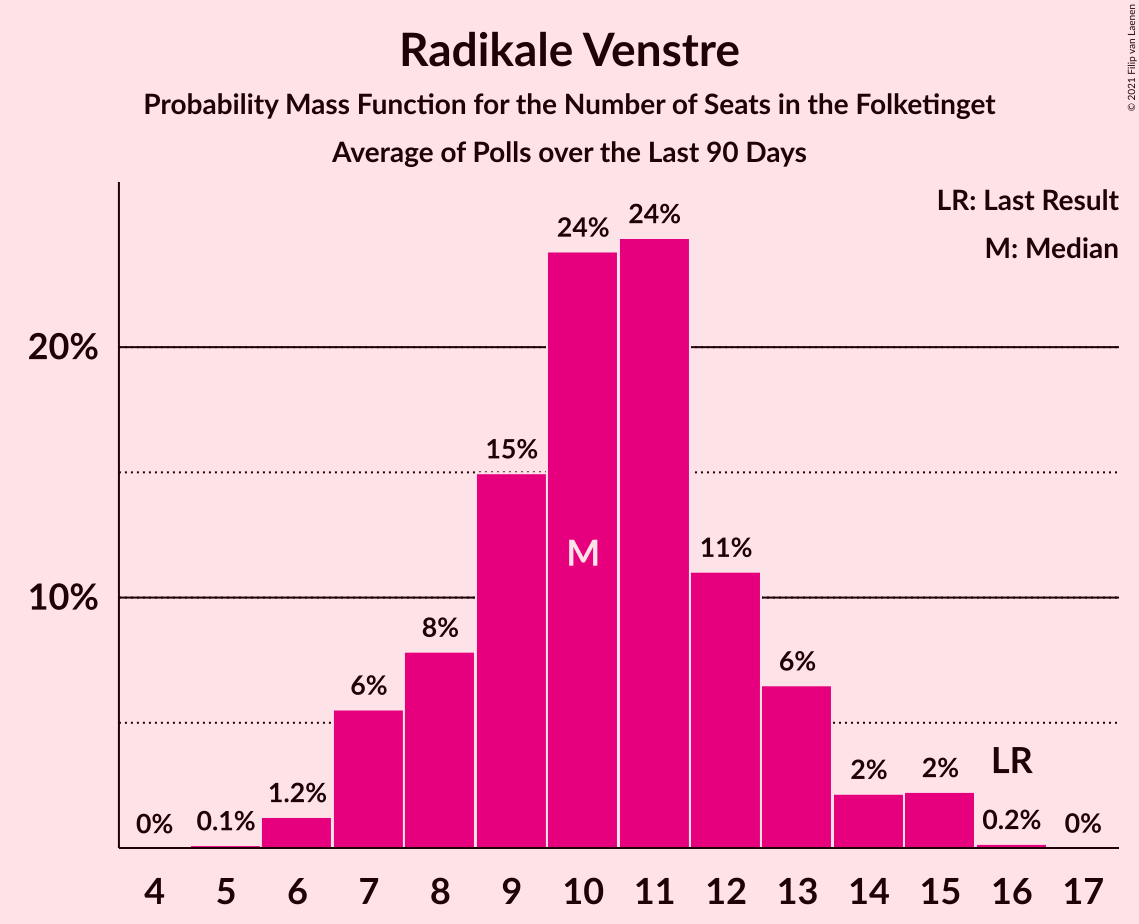 Radikale Venstre
Probability Mass Function for the Number of Seats in the Folketinget
Average of Polls over the Last 90 Days
© 2021 Filip van Laenen
LR: Last Result
M: Median
20%
10%
0%
0.1%
1.2%
6%
8%
15%
24%
24%
11%
6%
2%
2%
0.2%
0%
M
LR
4 5 6 7 8 9 10 11 12 13 14 15 16 17